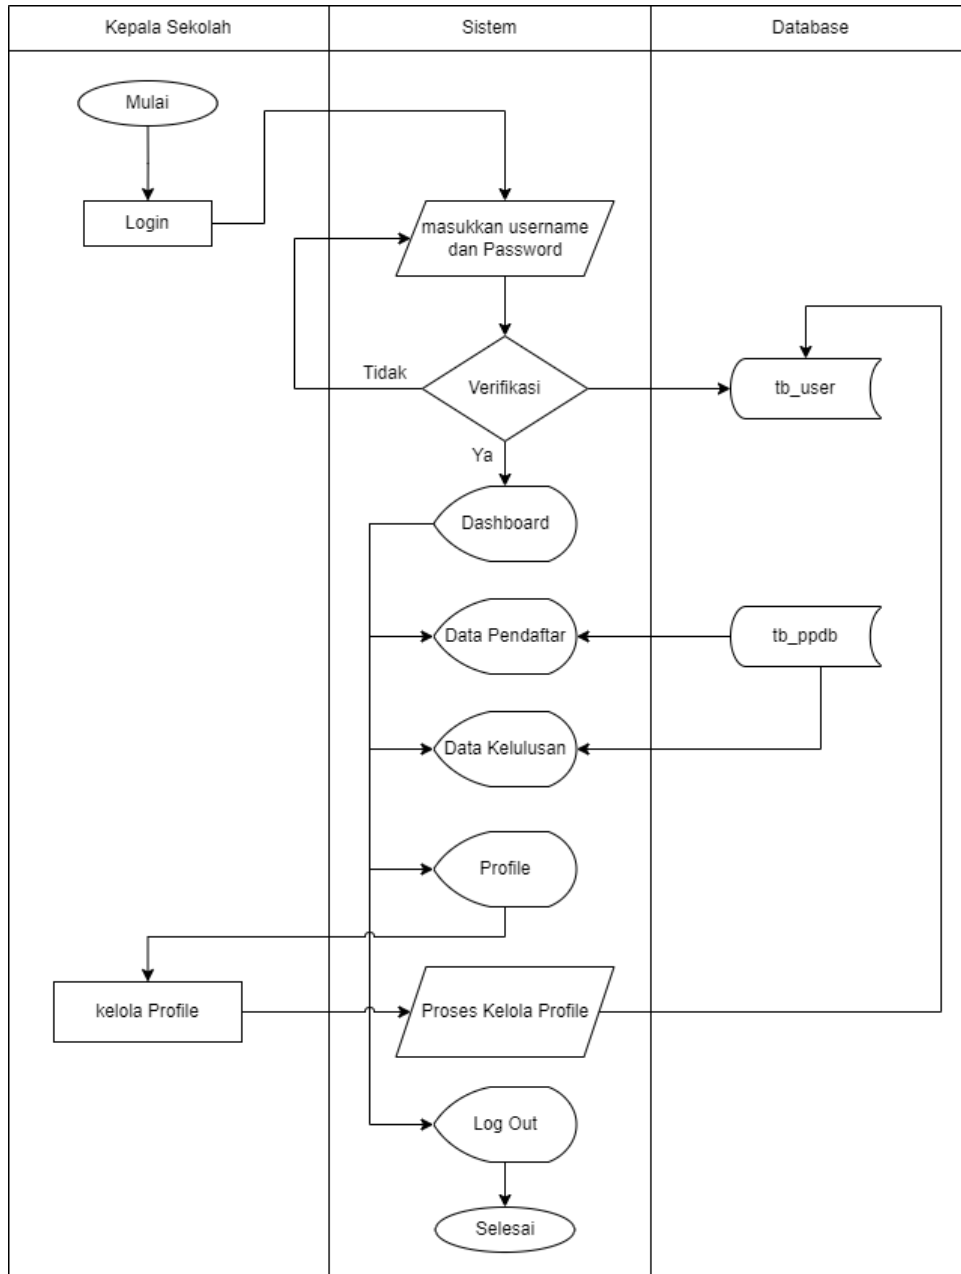 Kepala Sekolah
Sistem
Database
Mulai
Login
masukkan username
dan Password
Tidak
Verifikasi
tb_user
Ya
Dashboard
Data Pendaftar
tb_ppdb
Data Kelulusan
Profile
kelola Profile
Proses Kelola Profile
Log Out
Selesai